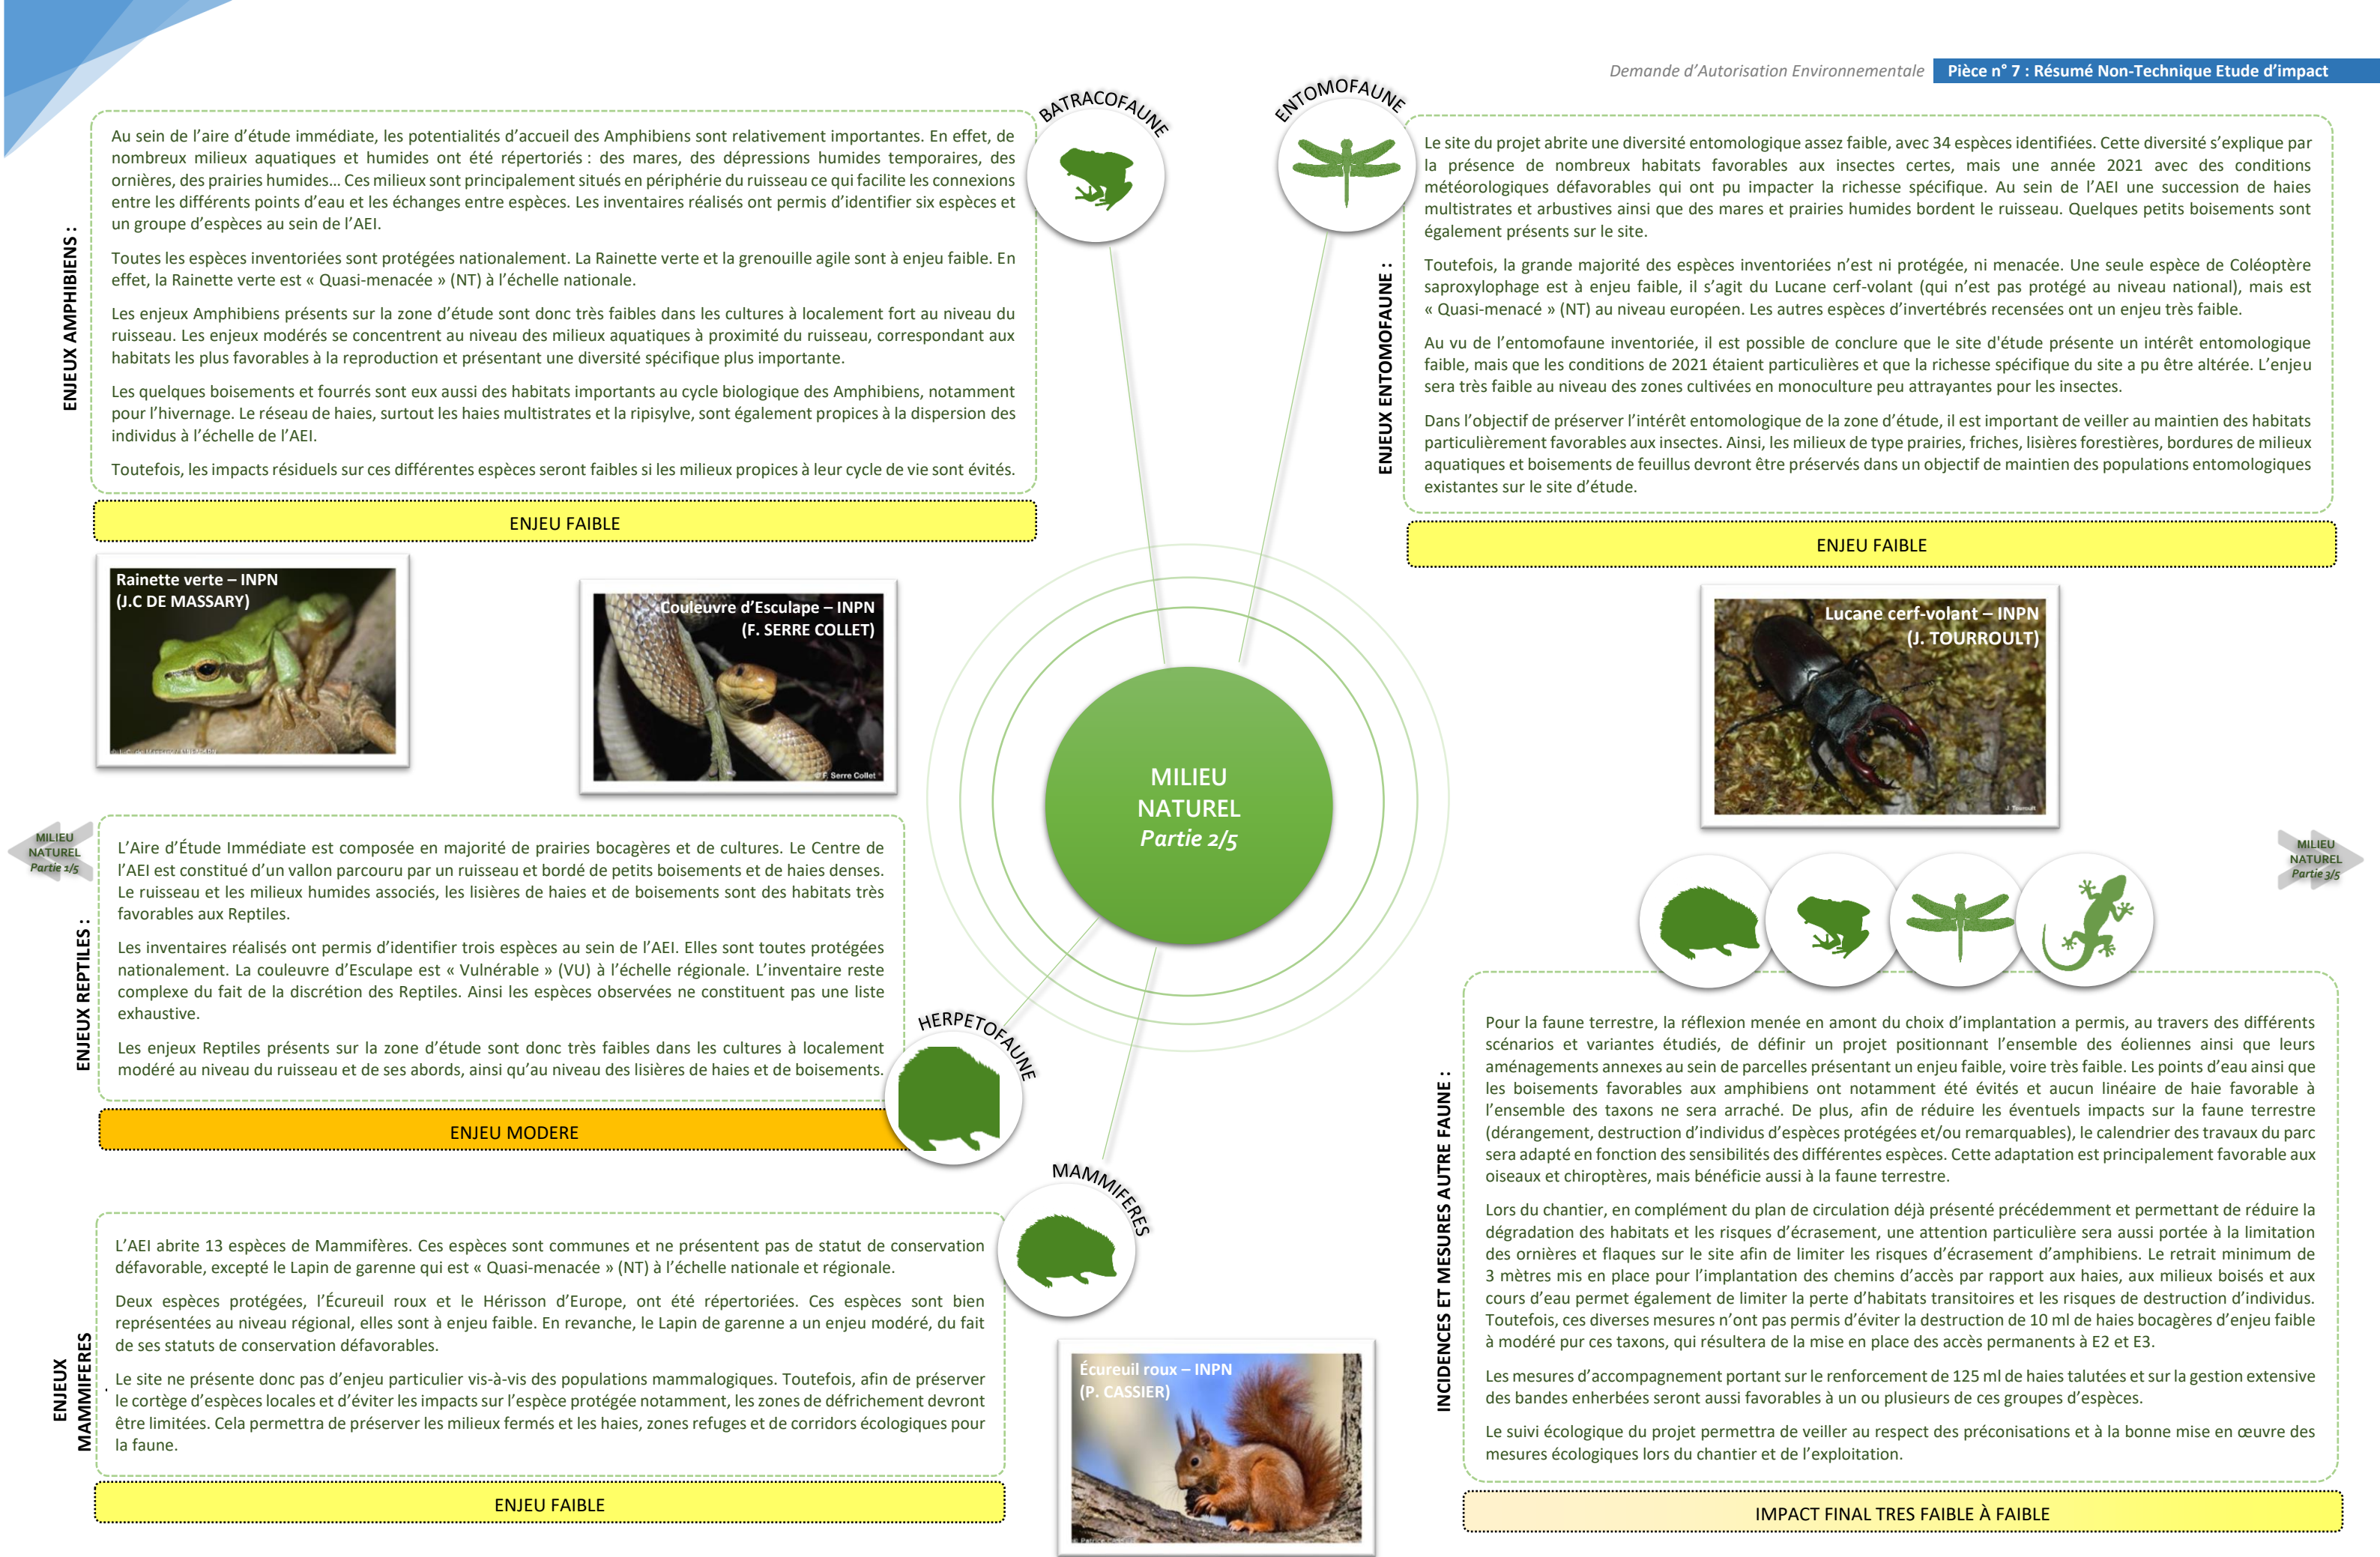 Demande d’Autorisation Environnementale Pièce n° 7 : Résumé Non-Technique Etude d’impact
BATRACOFAUNE
ENJEUX AMPHIBIENS :
Au sein de l’aire d’étude immédiate, les potentialités d’accueil des Amphibiens sont relativement importantes. En effet, de
nombreux milieux aquatiques et humides ont été répertoriés : des mares, des dépressions humides temporaires, des
ornières, des prairies humides... Ces milieux sont principalement situés en périphérie du ruisseau ce qui facilite les connexions
entre les différents points d’eau et les échanges entre espèces. Les inventaires réalisés ont permis d’identifier six espèces et
un groupe d’espèces au sein de l’AEI.
Toutes les espèces inventoriées sont protégées nationalement. La Rainette verte et la grenouille agile sont à enjeu faible. En
effet, la Rainette verte est « Quasi-menacée » (NT) à l’échelle nationale.
Les enjeux Amphibiens présents sur la zone d’étude sont donc très faibles dans les cultures à localement fort au niveau du
ruisseau. Les enjeux modérés se concentrent au niveau des milieux aquatiques à proximité du ruisseau, correspondant aux
habitats les plus favorables à la reproduction et présentant une diversité spécifique plus importante.
Les quelques boisements et fourrés sont eux aussi des habitats importants au cycle biologique des Amphibiens, notamment
pour l’hivernage. Le réseau de haies, surtout les haies multistrates et la ripisylve, sont également propices à la dispersion des
individus à l’échelle de l’AEI.
Toutefois, les impacts résiduels sur ces différentes espèces seront faibles si les milieux propices à leur cycle de vie sont évités.
ENJEU FAIBLE
ENTOMOFAUNE
ENJEUX ENTOMOFAUNE :
Le site du projet abrite une diversité entomologique assez faible, avec 34 espèces identifiées. Cette diversité s’explique par
la présence de nombreux habitats favorables aux insectes certes, mais une année 2021 avec des conditions
météorologiques défavorables qui ont pu impacter la richesse spécifique. Au sein de l’AEI une succession de haies
multistrates et arbustives ainsi que des mares et prairies humides bordent le ruisseau. Quelques petits boisements sont
également présents sur le site.
Toutefois, la grande majorité des espèces inventoriées n’est ni protégée, ni menacée. Une seule espèce de Coléoptère
saproxylophage est à enjeu faible, il s’agit du Lucane cerf-volant (qui n’est pas protégé au niveau national), mais est
« Quasi-menacé » (NT) au niveau européen. Les autres espèces d’invertébrés recensées ont un enjeu très faible.
Au vu de l’entomofaune inventoriée, il est possible de conclure que le site d'étude présente un intérêt entomologique
faible, mais que les conditions de 2021 étaient particulières et que la richesse spécifique du site a pu être altérée. L’enjeu
sera très faible au niveau des zones cultivées en monoculture peu attrayantes pour les insectes.
Dans l’objectif de préserver l’intérêt entomologique de la zone d’étude, il est important de veiller au maintien des habitats
particulièrement favorables aux insectes. Ainsi, les milieux de type prairies, friches, lisières forestières, bordures de milieux
aquatiques et boisements de feuillus devront être préservés dans un objectif de maintien des populations entomologiques
existantes sur le site d’étude.
ENJEU FAIBLE
Rainette verte – INPN
(J.C DE MASSARY)
Couleuvre d’Esculape – INPN
(F. SERRE COLLET)
© F. Serre Collet
Lucane cerf-volant – INPN
(J. TOURROULT)
J. Touroult
MILIEU
NATUREL
Partie 2/5
MILIEU
NATUREL
Partie 1/5
MILIEU
NATUREL
Partie 3/5
ENJEUX REPTILES :
L’Aire d’Étude Immédiate est composée en majorité de prairies bocagères et de cultures. Le Centre de
l’AEI est constitué d’un vallon parcouru par un ruisseau et bordé de petits boisements et de haies denses.
Le ruisseau et les milieux humides associés, les lisières de haies et de boisements sont des habitats très
favorables aux Reptiles.
Les inventaires réalisés ont permis d’identifier trois espèces au sein de l’AEI. Elles sont toutes protégées
nationalement. La couleuvre d’Esculape est « Vulnérable » (VU) à l’échelle régionale. L’inventaire reste
complexe du fait de la discrétion des Reptiles. Ainsi les espèces observées ne constituent pas une liste
exhaustive.
Les enjeux Reptiles présents sur la zone d’étude sont donc très faibles dans les cultures à localement
modéré au niveau du ruisseau et de ses abords, ainsi qu’au niveau des lisières de haies et de boisements.
HERPETOFAUNE
ENJEU MODERE
MAMMIFERES
ENJEUX
MAMMIFERES
:
L’AEI abrite 13 espèces de Mammifères. Ces espèces sont communes et ne présentent pas de statut de conservation
défavorable, excepté le Lapin de garenne qui est « Quasi-menacée » (NT) à l’échelle nationale et régionale.
Deux espèces protégées, l’Écureuil roux et le Hérisson d’Europe, ont été répertoriées. Ces espèces sont bien
représentées au niveau régional, elles sont à enjeu faible. En revanche, le Lapin de garenne a un enjeu modéré, du fait
de ses statuts de conservation défavorables.
Le site ne présente donc pas d’enjeu particulier vis-à-vis des populations mammalogiques. Toutefois, afin de préserver
le cortège d’espèces locales et d’éviter les impacts sur l’espèce protégée notamment, les zones de défrichement devront
être limitées. Cela permettra de préserver les milieux fermés et les haies, zones refuges et de corridors écologiques pour
la faune.
ENJEU FAIBLE
Écureuil roux – INPN
(P. CASSIER)
INCIDENCES ET MESURES AUTRE FAUNE :
Pour la faune terrestre, la réflexion menée en amont du choix d’implantation a permis, au travers des différents
scénarios et variantes étudiés, de définir un projet positionnant l’ensemble des éoliennes ainsi que leurs
aménagements annexes au sein de parcelles présentant un enjeu faible, voire très faible. Les points d’eau ainsi que
les boisements favorables aux amphibiens ont notamment été évités et aucun linéaire de haie favorable à
l’ensemble des taxons ne sera arraché. De plus, afin de réduire les éventuels impacts sur la faune terrestre
(dérangement, destruction d’individus d’espèces protégées et/ou remarquables), le calendrier des travaux du parc
sera adapté en fonction des sensibilités des différentes espèces. Cette adaptation est principalement favorable aux
oiseaux et chiroptères, mais bénéficie aussi à la faune terrestre.
Lors du chantier, en complément du plan de circulation déjà présenté précédemment et permettant de réduire la
dégradation des habitats et les risques d’écrasement, une attention particulière sera aussi portée à la limitation
des ornières et flaques sur le site afin de limiter les risques d’écrasement d’amphibiens. Le retrait minimum de
3 mètres mis en place pour l’implantation des chemins d’accès par rapport aux haies, aux milieux boisés et aux
cours d’eau permet également de limiter la perte d’habitats transitoires et les risques de destruction d’individus.
Toutefois, ces diverses mesures n’ont pas permis d’éviter la destruction de 10 ml de haies bocagères d’enjeu faible
à modéré pur ces taxons, qui résultera de la mise en place des accès permanents à E2 et E3.
Les mesures d’accompagnement portant sur le renforcement de 125 ml de haies talutées et sur la gestion extensive
des bandes enherbées seront aussi favorables à un ou plusieurs de ces groupes d’espèces.
Le suivi écologique du projet permettra de veiller au respect des préconisations et à la bonne mise en œuvre des
mesures écologiques lors du chantier et de l’exploitation.
IMPACT FINAL TRES FAIBLE À FAIBLE